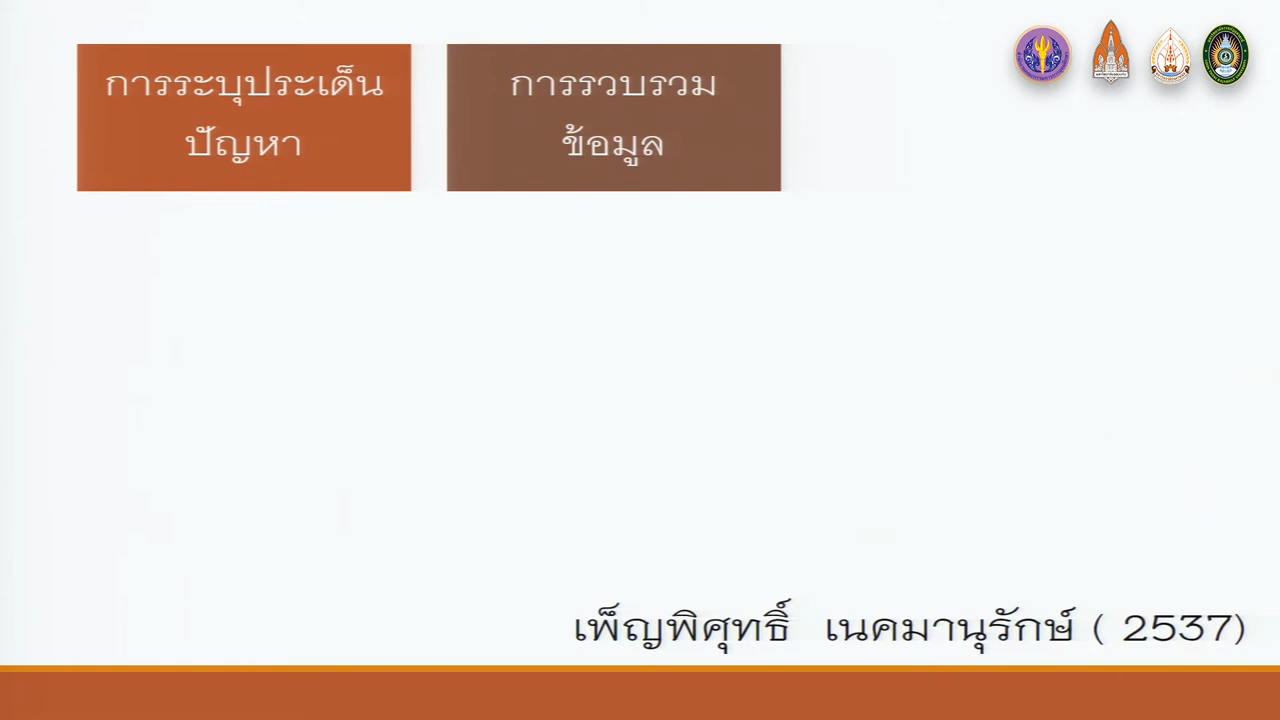 การระบุประเด็น
ปัญหา
การรวบรวม
ข้อมูล
เพ็ญพิศุทธิ์ เนคมานุรักษ์ ( 2537)